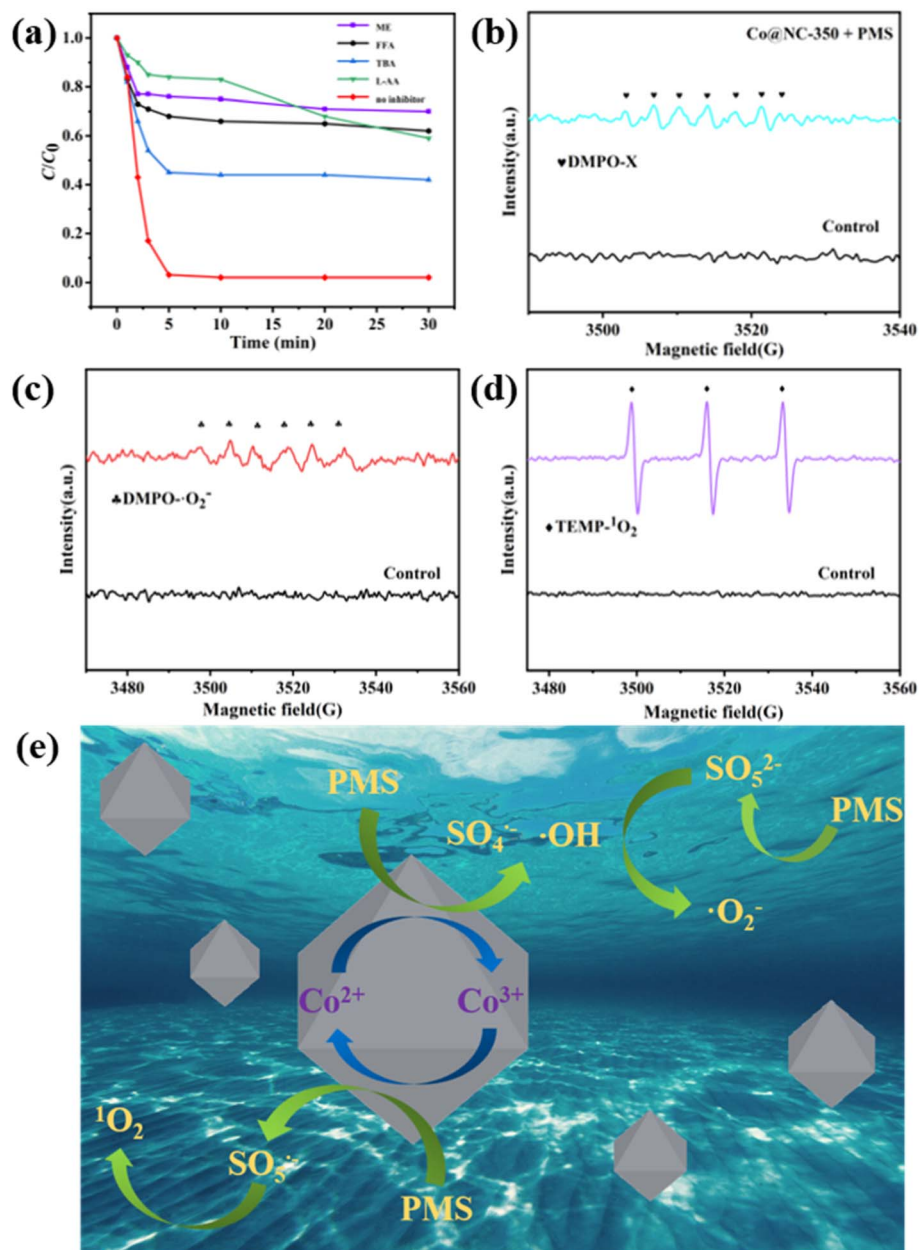 (a)
1.0
0.8
0.6
0.4
0.2
0.0
C/C₀
ME
FFA
TBA
L-AA
no inhibitor
0 5 10 15 20 25 30
Time (min)
(b)
Co@NC-350 + PMS
♥DMPO-X
Control
Intensity(a.u.)
3500 3520 3540
Magnetic field(G)
(c)
♣DMPO-·O₂⁻
Control
Intensity(a.u.)
3480 3500 3520 3540 3560
Magnetic field(G)
(d)
♦TEMP-¹O₂
Control
Intensity(a.u.)
3480 3500 3520 3540 3560
Magnetic field(G)
(e)
PMS
SO₄·⁻ ·OH
SO₅²⁻
PMS
·O₂⁻
Co²⁺ Co³⁺
¹O₂
SO₅·⁻
PMS